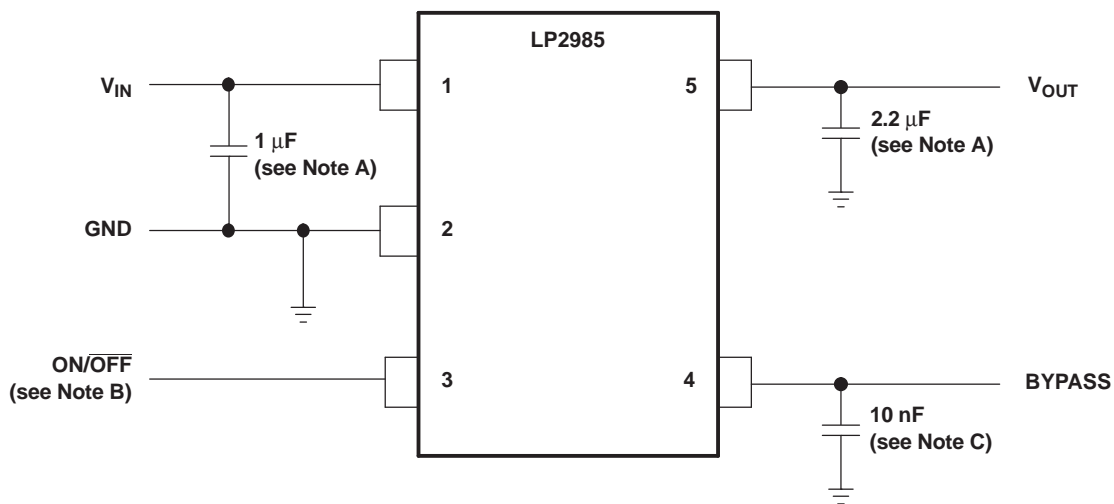 LP2985
V_IN
1
5
V_OUT
1 μF
(see Note A)
2.2 μF
(see Note A)
GND
2
ON/O̅F̅F̅
(see Note B)
3
4
BYPASS
10 nF
(see Note C)